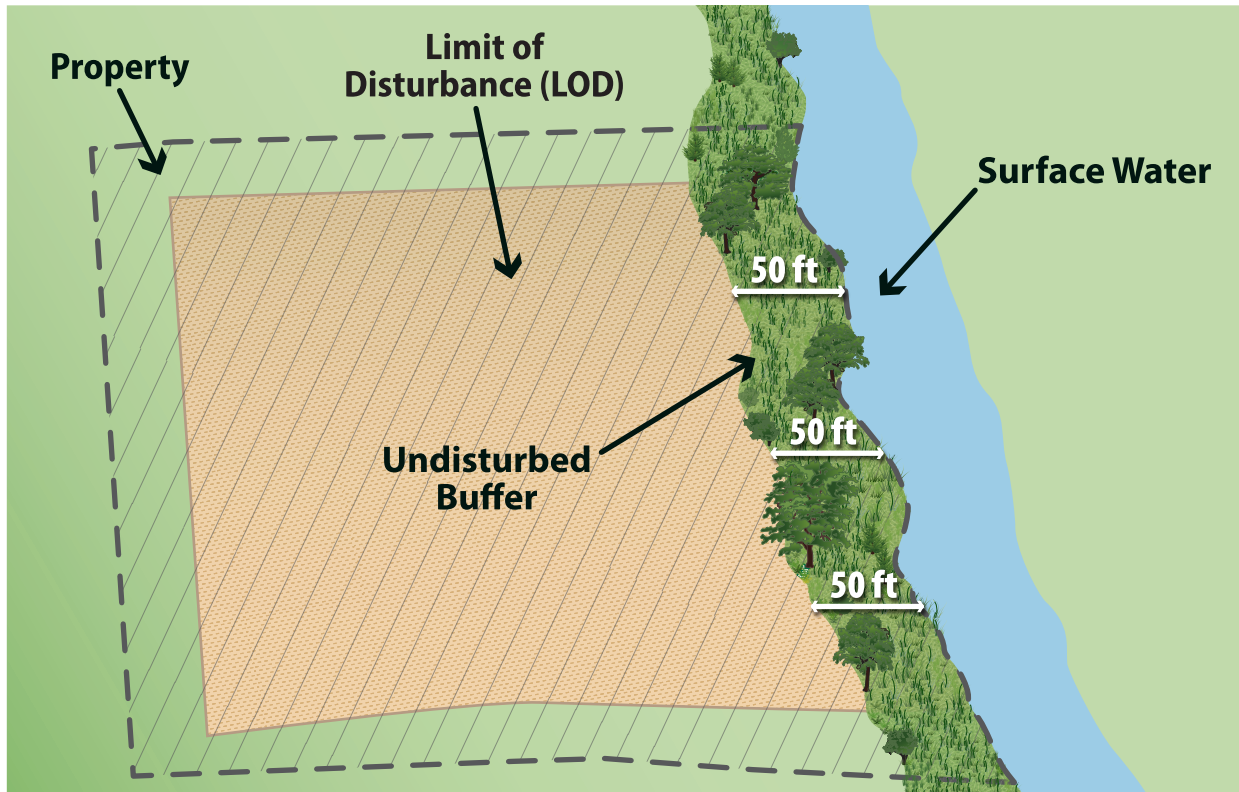 Property
Limit of
Disturbance (LOD)
Surface Water
50 ft
50 ft
Undisturbed
Buffer
50 ft